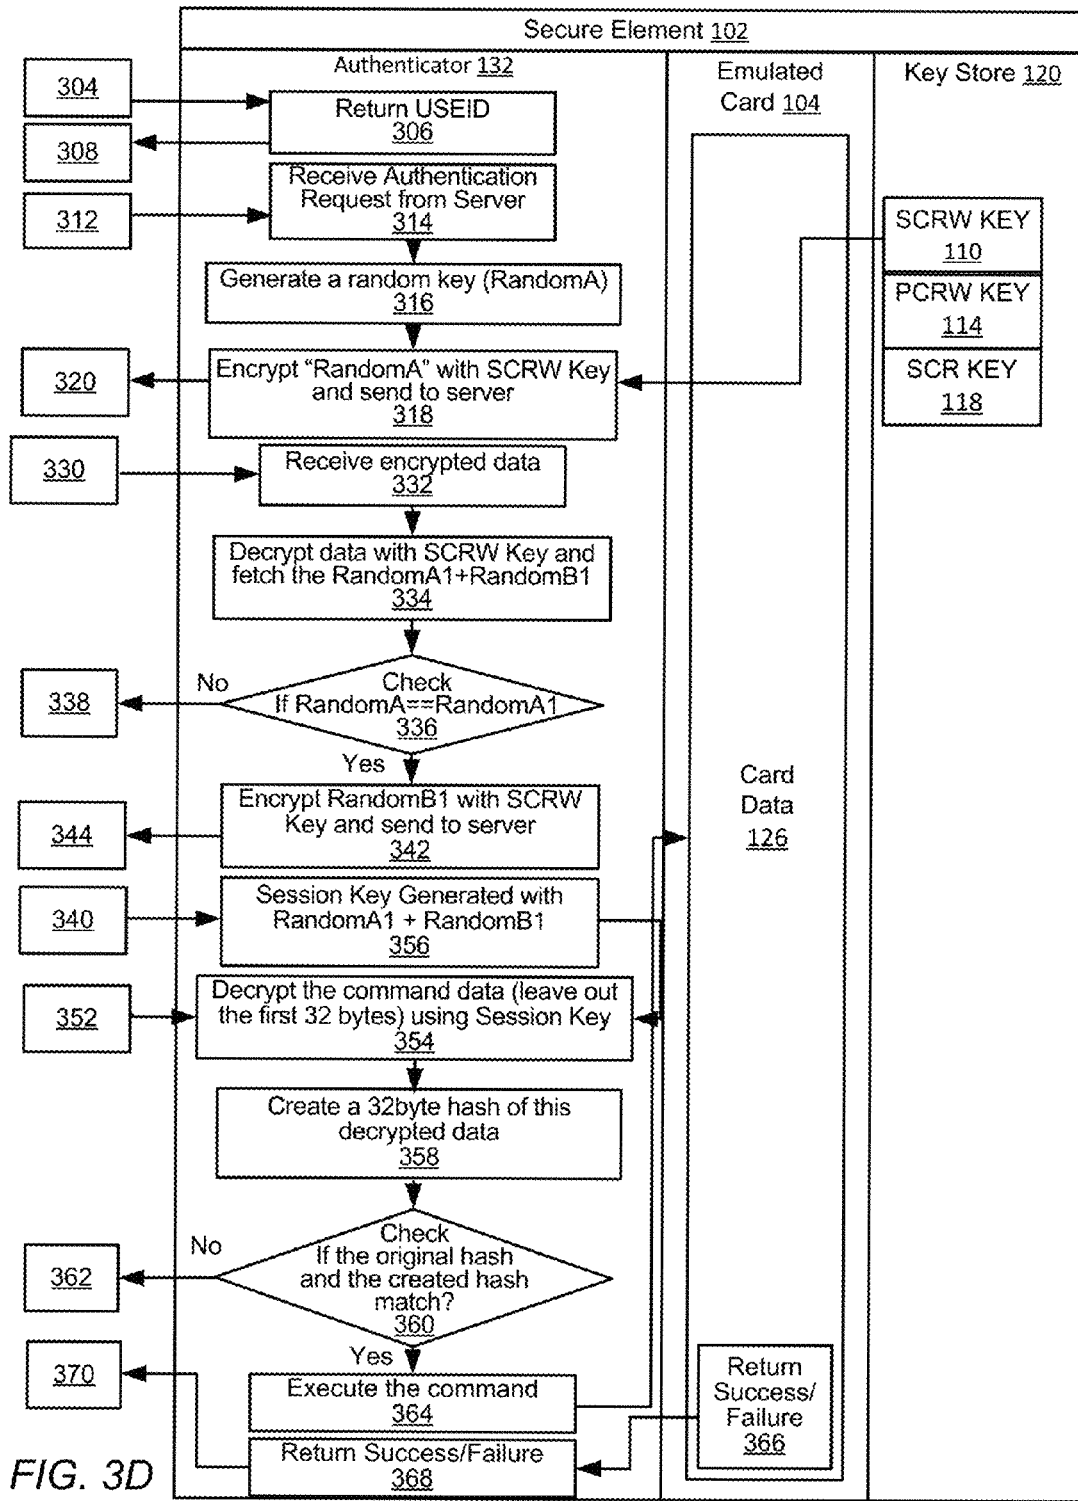 Secure Element 102
Authenticator 132
Emulated
Card 104
Key Store 120
304
Return USEID
306
308
Receive Authentication
Request from Server
314
312
SCRW KEY
110
Generate a random key (RandomA)
316
PCRW KEY
114
320
Encrypt "RandomA" with SCRW Key
and send to server
318
SCR KEY
118
330
Receive encrypted data
332
Decrypt data with SCRW Key and
fetch the RandomA1+RandomB1
334
338
No
Check
If RandomA==RandomA1
336
Yes
Card
Data
126
344
Encrypt RandomB1 with SCRW
Key and send to server
342
340
Session Key Generated with
RandomA1 + RandomB1
356
352
Decrypt the command data (leave out
the first 32 bytes) using Session Key
354
Create a 32byte hash of this
decrypted data
358
362
No
Check
If the original hash
and the created hash
match?
360
Yes
370
Execute the command
364
Return
Success/
Failure
366
Return Success/Failure
368
FIG. 3D